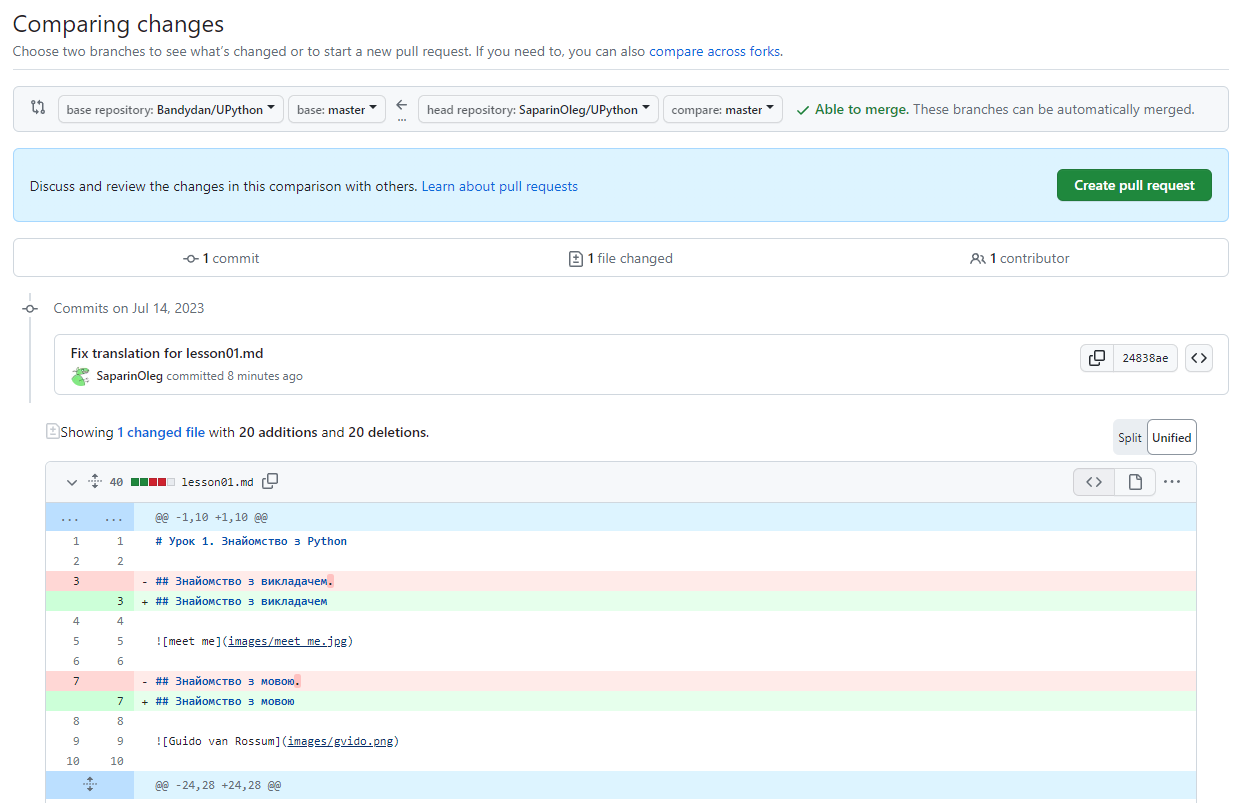 Comparing changes
Choose two branches to see what's changed or to start a new pull request. If you need to, you can also compare across forks.
base repository: Bandydan/UPython base: master ... head repository: SaparinOleg/UPython compare: master Able to merge. These branches can be automatically merged.
Discuss and review the changes in this comparison with others. Learn about pull requests Create pull request
1 commit 1 file changed 1 contributor
Commits on Jul 14, 2023
Fix translation for lesson01.md
SaparinOleg committed 8 minutes ago 24838ae
Showing 1 changed file with 20 additions and 20 deletions. Split Unified
40 lesson01.md
... ... @@ -1,10 +1,10 @@
1 1 # Урок 1. Знайомство з Python
2 2
3 - ## Знайомство з викладачем.
3 + ## Знайомство з викладачем
4 4
5 5 ![meet me](images/meet_me.jpg)
6 6
7 - ## Знайомство з мовою.
7 + ## Знайомство з мовою
8 8
9 9 ![Guido van Rossum](images/gvido.png)
10 10
@@ -24,28 +24,28 @@